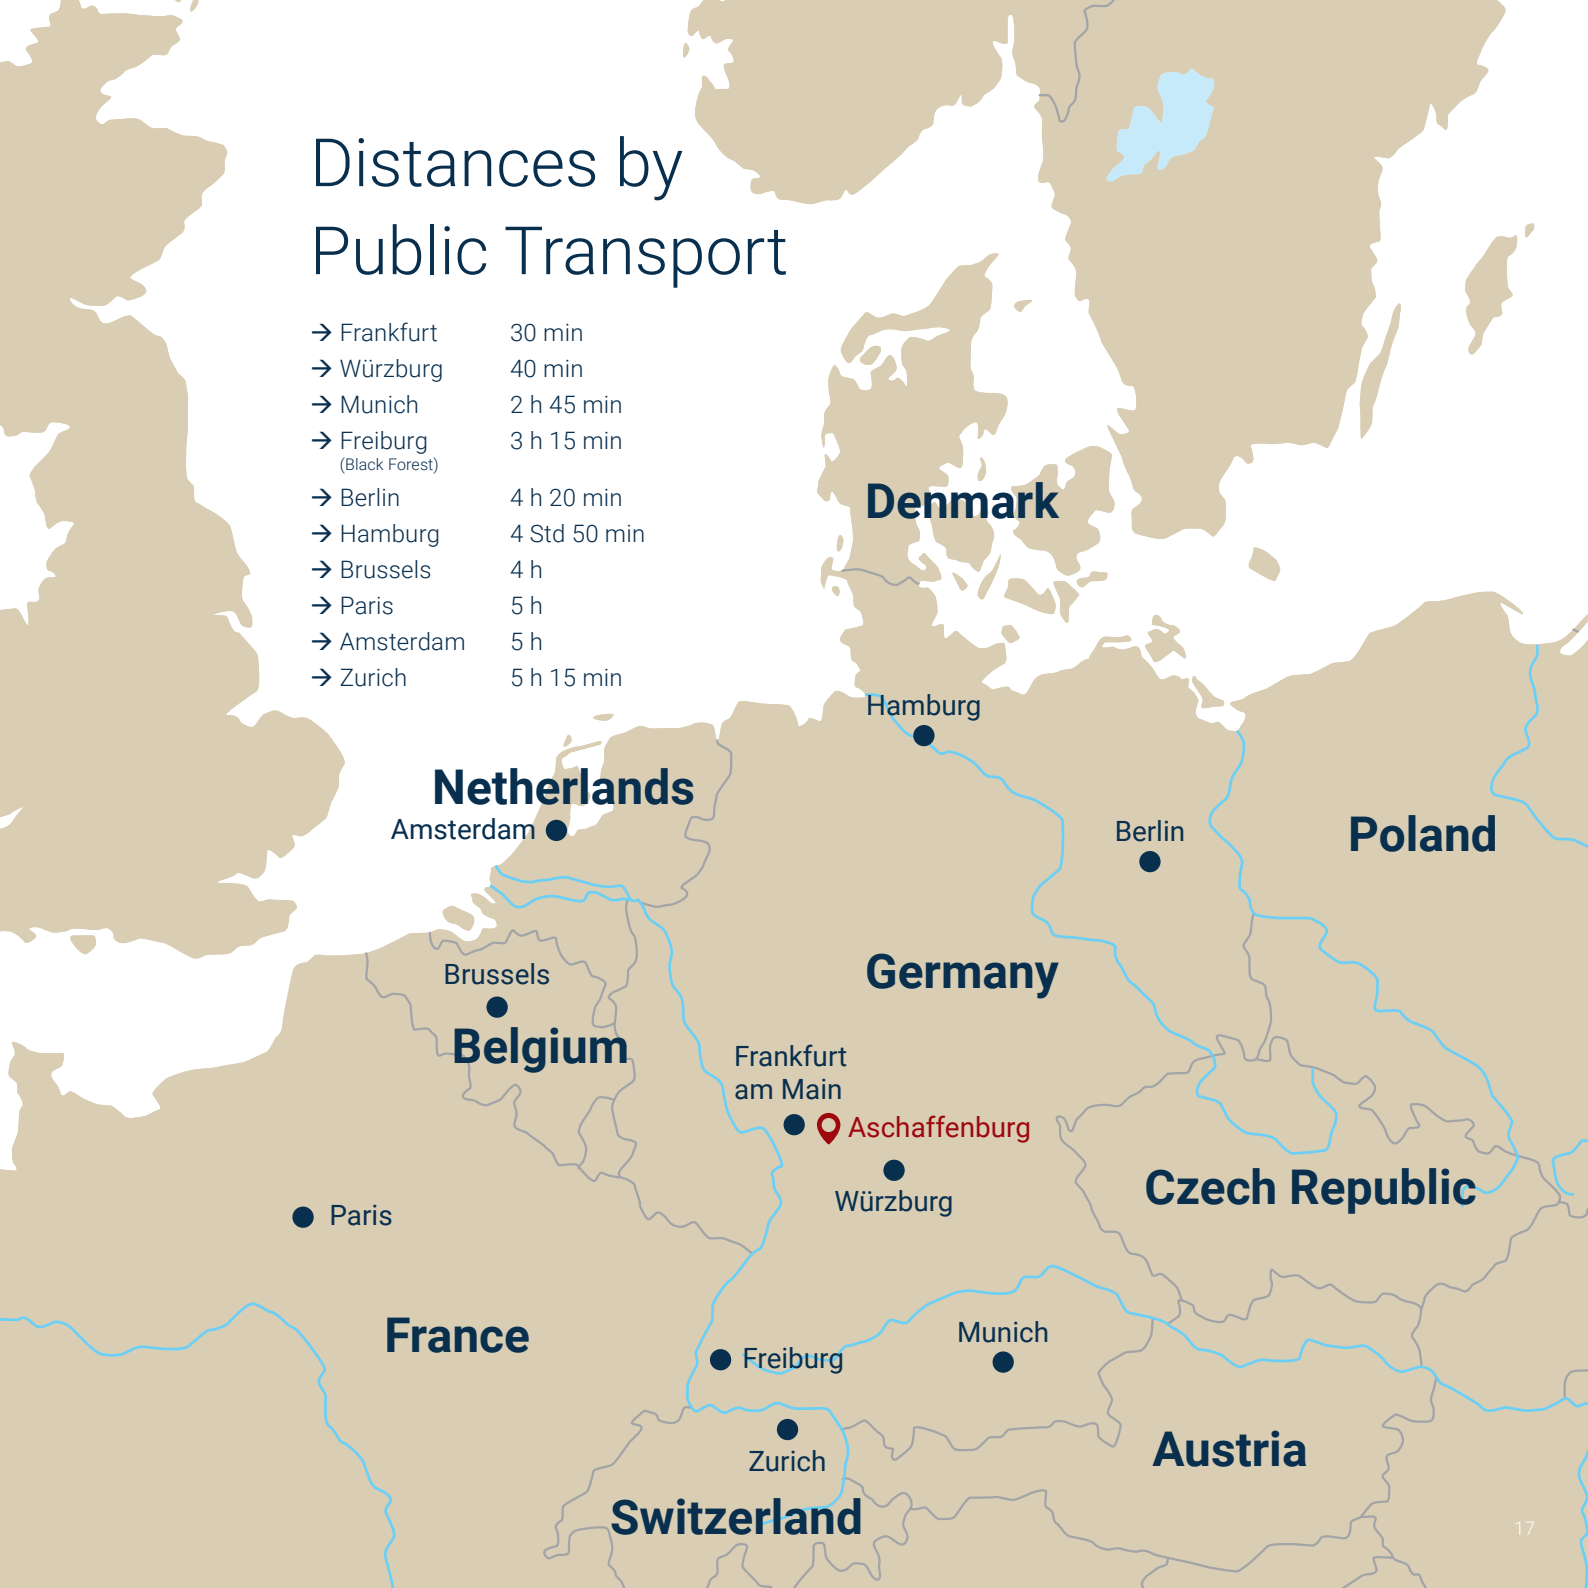 Distances by
Public Transport
→ Frankfurt 30 min
→ Würzburg 40 min
→ Munich 2 h 45 min
→ Freiburg 3 h 15 min
(Black Forest)
→ Berlin 4 h 20 min
→ Hamburg 4 Std 50 min
→ Brussels 4 h
→ Paris 5 h
→ Amsterdam 5 h
→ Zurich 5 h 15 min
Denmark
Hamburg
Netherlands
Amsterdam
Berlin
Poland
Germany
Brussels
Belgium
Frankfurt
am Main
Aschaffenburg
Würzburg
Czech Republic
Paris
France
Munich
Freiburg
Zurich
Austria
Switzerland
17